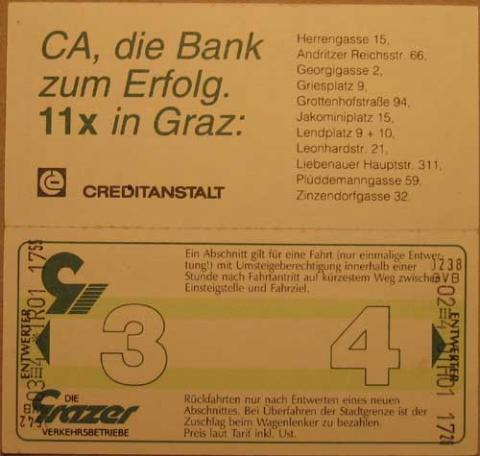 CA, die Bank
zum Erfolg.
11x in Graz:
CREDITANSTALT
Herrengasse 15,
Andritzer Reichsstr. 66,
Georgigasse 2,
Griesplatz 9,
Grottenhofstraße 94,
Jakominiplatz 15,
Lendplatz 9 + 10,
Leonhardstr. 21,
Liebenauer Hauptstr. 311,
Plüddemanngasse 59,
Zinzendorfgasse 32.
Ein Abschnitt gilt für eine Fahrt (nur einmalige Entwer-
tung!) mit Umsteigeberechtigung innerhalb einer
Stunde nach Fahrtantritt auf kürzestem Weg zwischen
Einsteigstelle und Fahrziel.
ENTWERTER
3
4
ENTWERTER
DIE
Grazer
VERKEHRSBETRIEBE
Rückfahrten nur nach Entwerten eines neuen
Abschnittes. Bei Überfahren der Stadtgrenze ist der
Zuschlag beim Wagenlenker zu bezahlen.
Preis laut Tarif inkl. Ust.